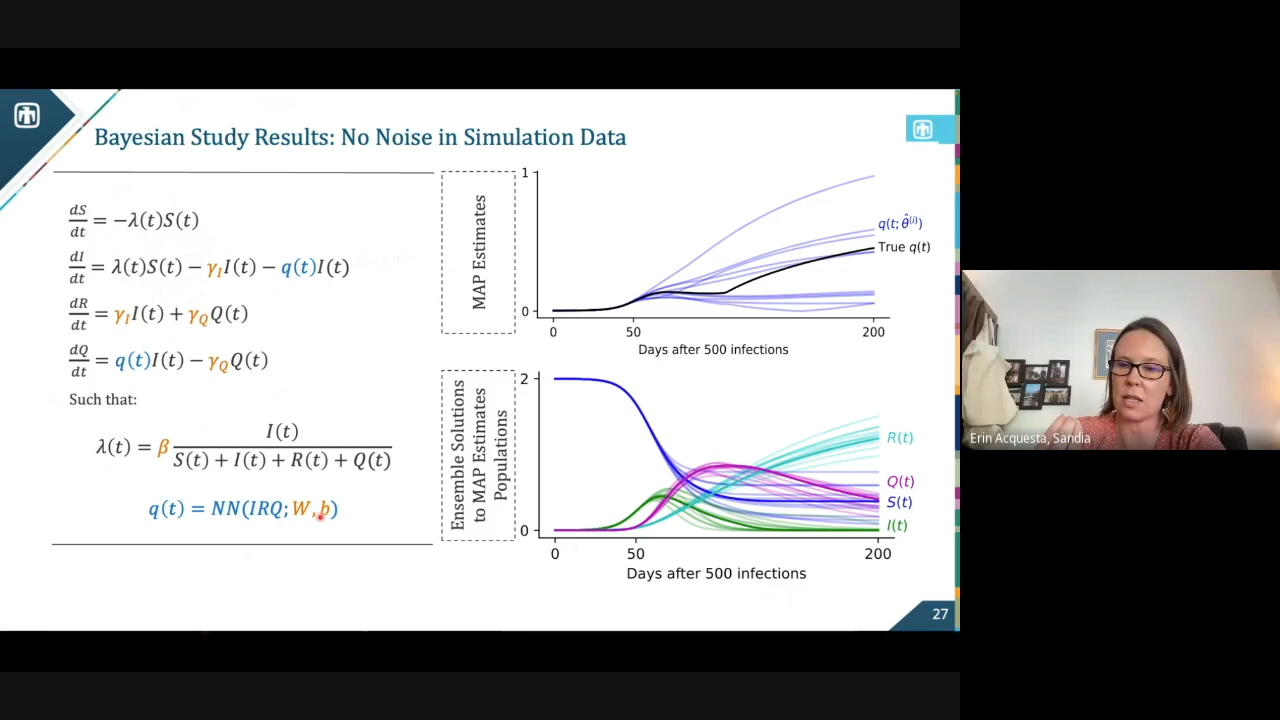 Bayesian Study Results: No Noise in Simulation Data
dS/dt = −λ(t)S(t)
dI/dt = λ(t)S(t) − γ_I I(t) − q(t)I(t)
dR/dt = γ_I I(t) + γ_Q Q(t)
dQ/dt = q(t)I(t) − γ_Q Q(t)
Such that:
λ(t) = β I(t) / (S(t) + I(t) + R(t) + Q(t))
q(t) = NN(IRQ; W, b)
MAP Estimates
1
0
0
50
200
Days after 500 infections
q(t; θ̂⁽ⁱ⁾)
True q(t)
Ensemble Solutions
to MAP Estimates
Populations
2
0
0
50
200
Days after 500 infections
R(t)
Q(t)
S(t)
I(t)
27
Erin Acquesta, Sandia